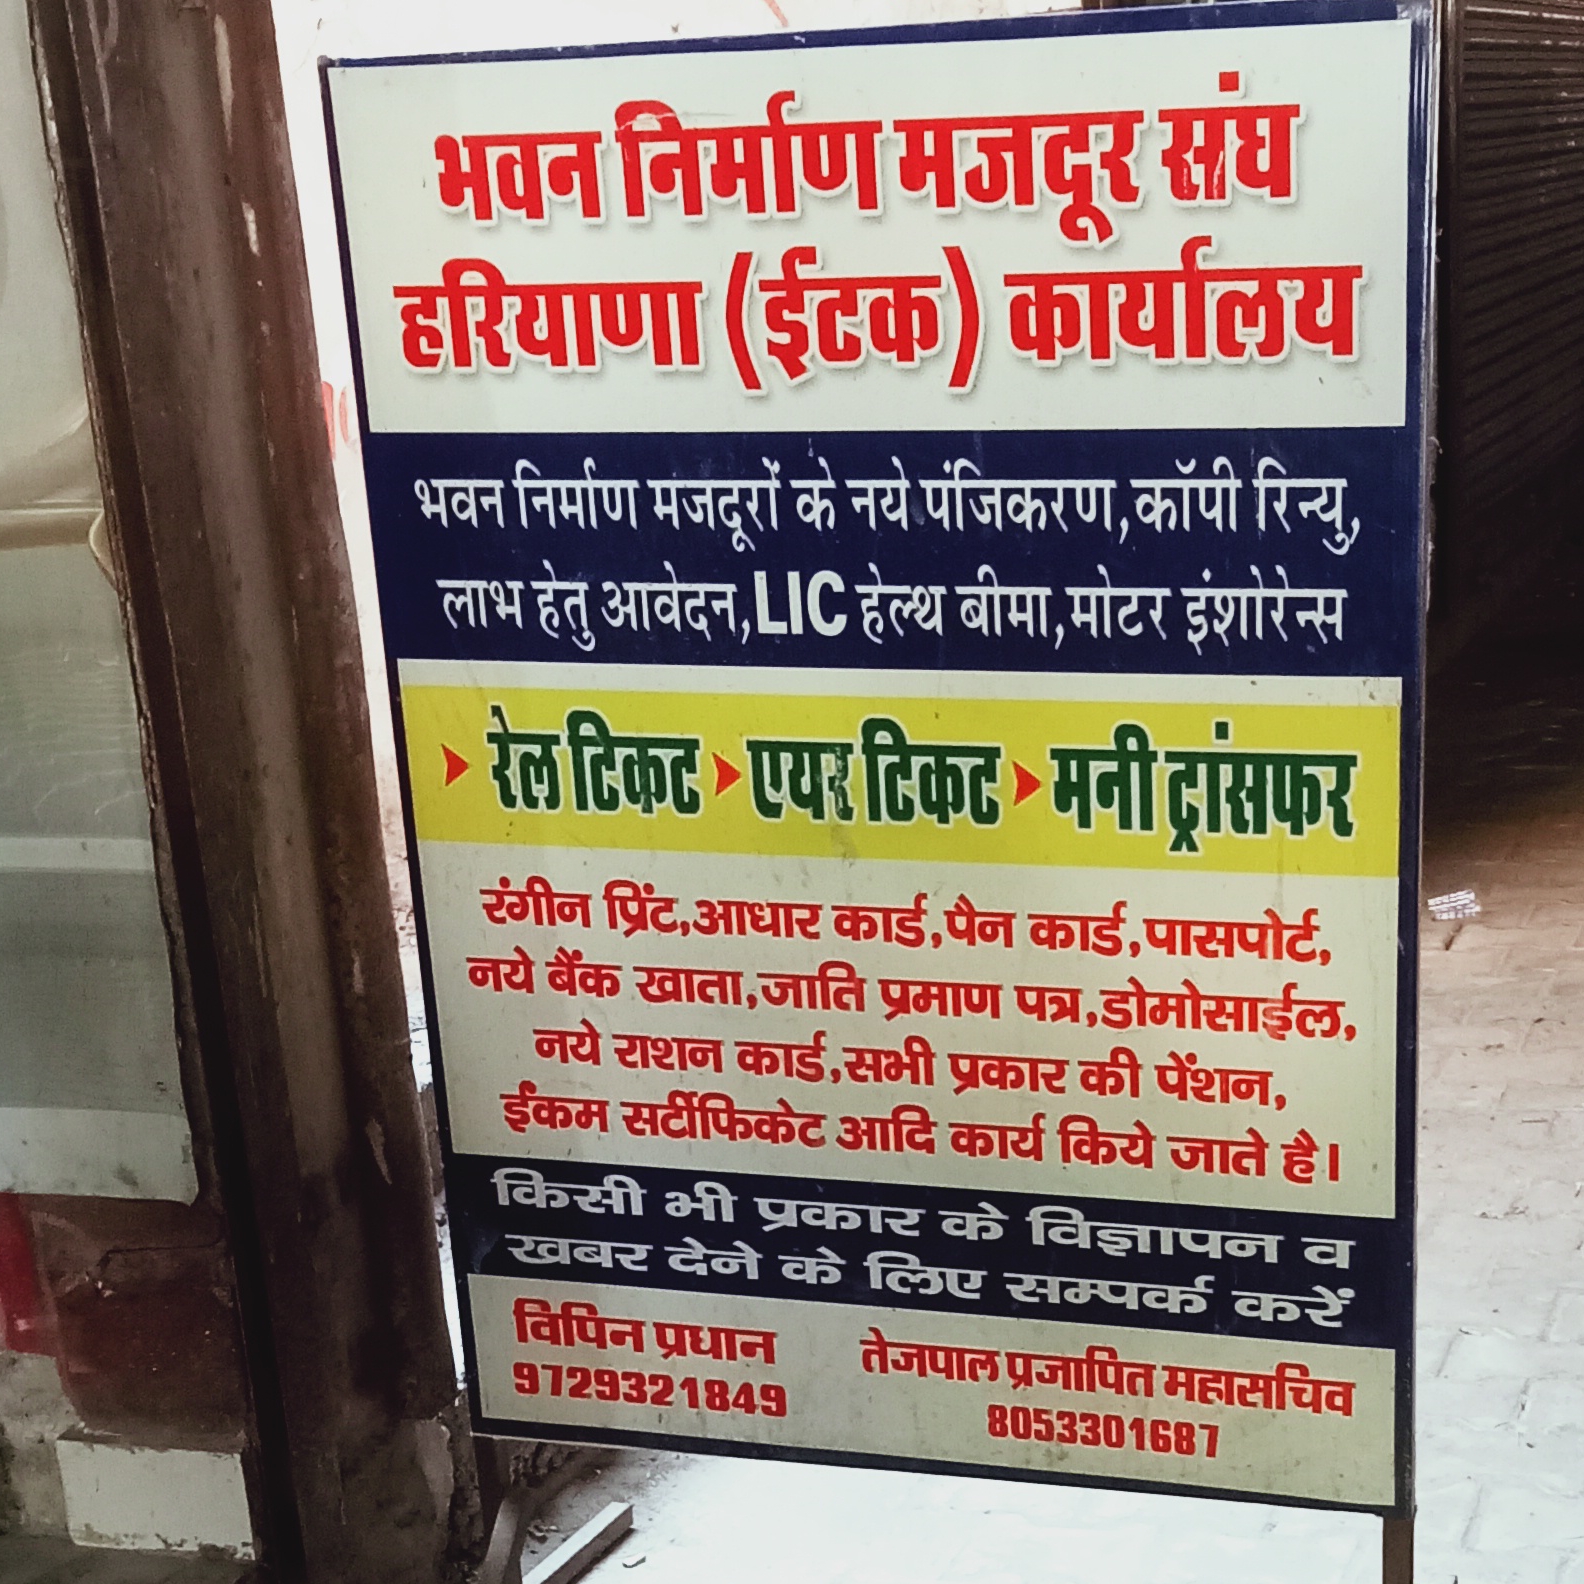 भवन निर्माण मजदूर संघ
हरियाणा (ईटक) कार्यालय
भवन निर्माण मजदूरों के नये पंजिकरण,कॉपी रिन्यु,
लाभ हेतु आवेदन,LIC हेल्थ बीमा,मोटर इंशोरेन्स
रेल टिकट एयर टिकट मनी ट्रांसफर
रंगीन प्रिंट,आधार कार्ड,पैन कार्ड,पासपोर्ट,
नये बैंक खाता,जाति प्रमाण पत्र,डोमोसाईल,
नये राशन कार्ड,सभी प्रकार की पेंशन,
ईंकम सर्टीफिकेट आदि कार्य किये जाते है।
किसी भी प्रकार के विज्ञापन व
खबर देने के लिए सम्पर्क करें
विपिन प्रधान तेजपाल प्रजापित महासचिव
9729321849 8053301687